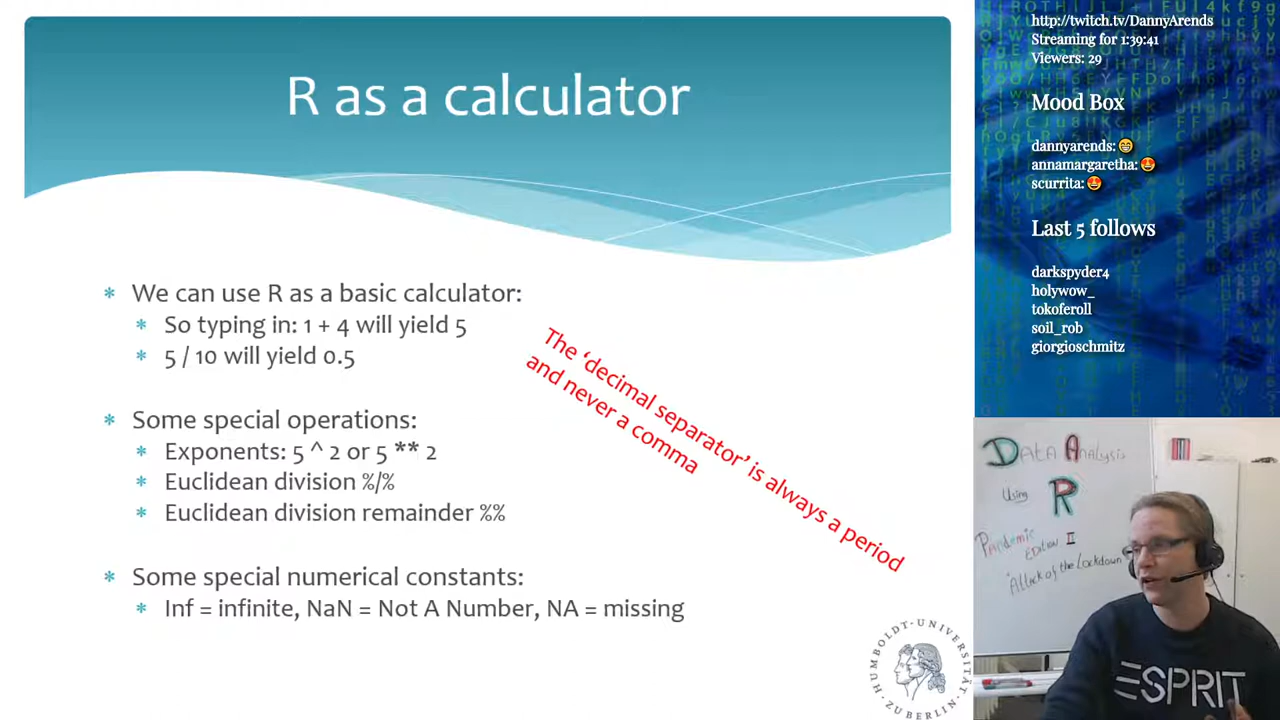 R as a calculator
* We can use R as a basic calculator:
* So typing in: 1 + 4 will yield 5
* 5 / 10 will yield 0.5
* Some special operations:
* Exponents: 5 ^ 2 or 5 ** 2
* Euclidean division %/%
* Euclidean division remainder %%
* Some special numerical constants:
* Inf = infinite, NaN = Not A Number, NA = missing
The ‘decimal separator’ is always a period
and never a comma
HUMBOLDT-UNIVERSITÄT
ZU BERLIN
http://twitch.tv/DannyArends
Streaming for 1:39:41
Viewers: 29
Mood Box
dannyarends: 😁
annamargaretha: 😍
scurrita: 😍
Last 5 follows
darkspyder4
holywow_
tokoferoll
soil_rob
giorgioschmitz
Data Analysis
Using R
Pandemic
Edition II
"Attack of the Lockdown"
ESPRIT